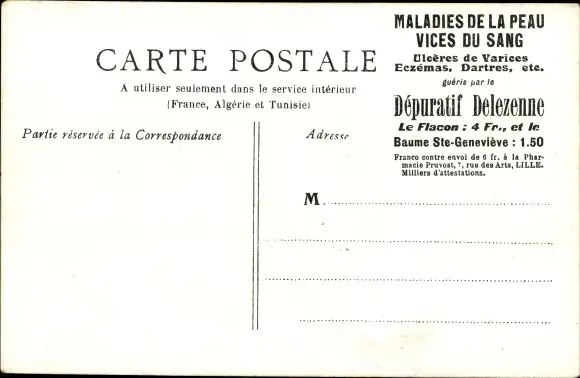 MALADIES DE LA PEAU
VICES DU SANG
Ulcères de Varices
Eczémas, Dartres, etc.
guéris par le
Dépuratif Delezenne
Le Flacon : 4 Fr., et le
Baume Ste-Geneviève : 1.50
Franco contre envoi de 6 fr. à la Phar-
macie Pruvost, 7, rue des Arts, LILLE.
Milliers d'attestations.
CARTE POSTALE
A utiliser seulement dans le service intérieur
(France, Algérie et Tunisie)
Partie réservée à la Correspondance
Adresse
M